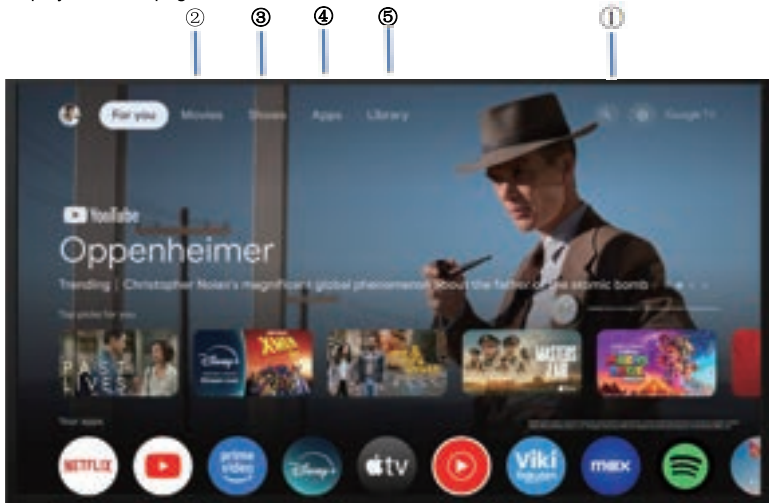 ② ③ ④ ⑤ ①
For you Movies Shows Apps Library Google TV
YouTube
Oppenheimer
Trending | Christopher Nolan's magnificent global phenomenon about the father of the atomic bomb
Top picks for you
PAST LIVES
Disney+
X-MEN
MASTERS AIR
Your apps
NETFLIX prime video Disney+ tv Viki Rakuten max